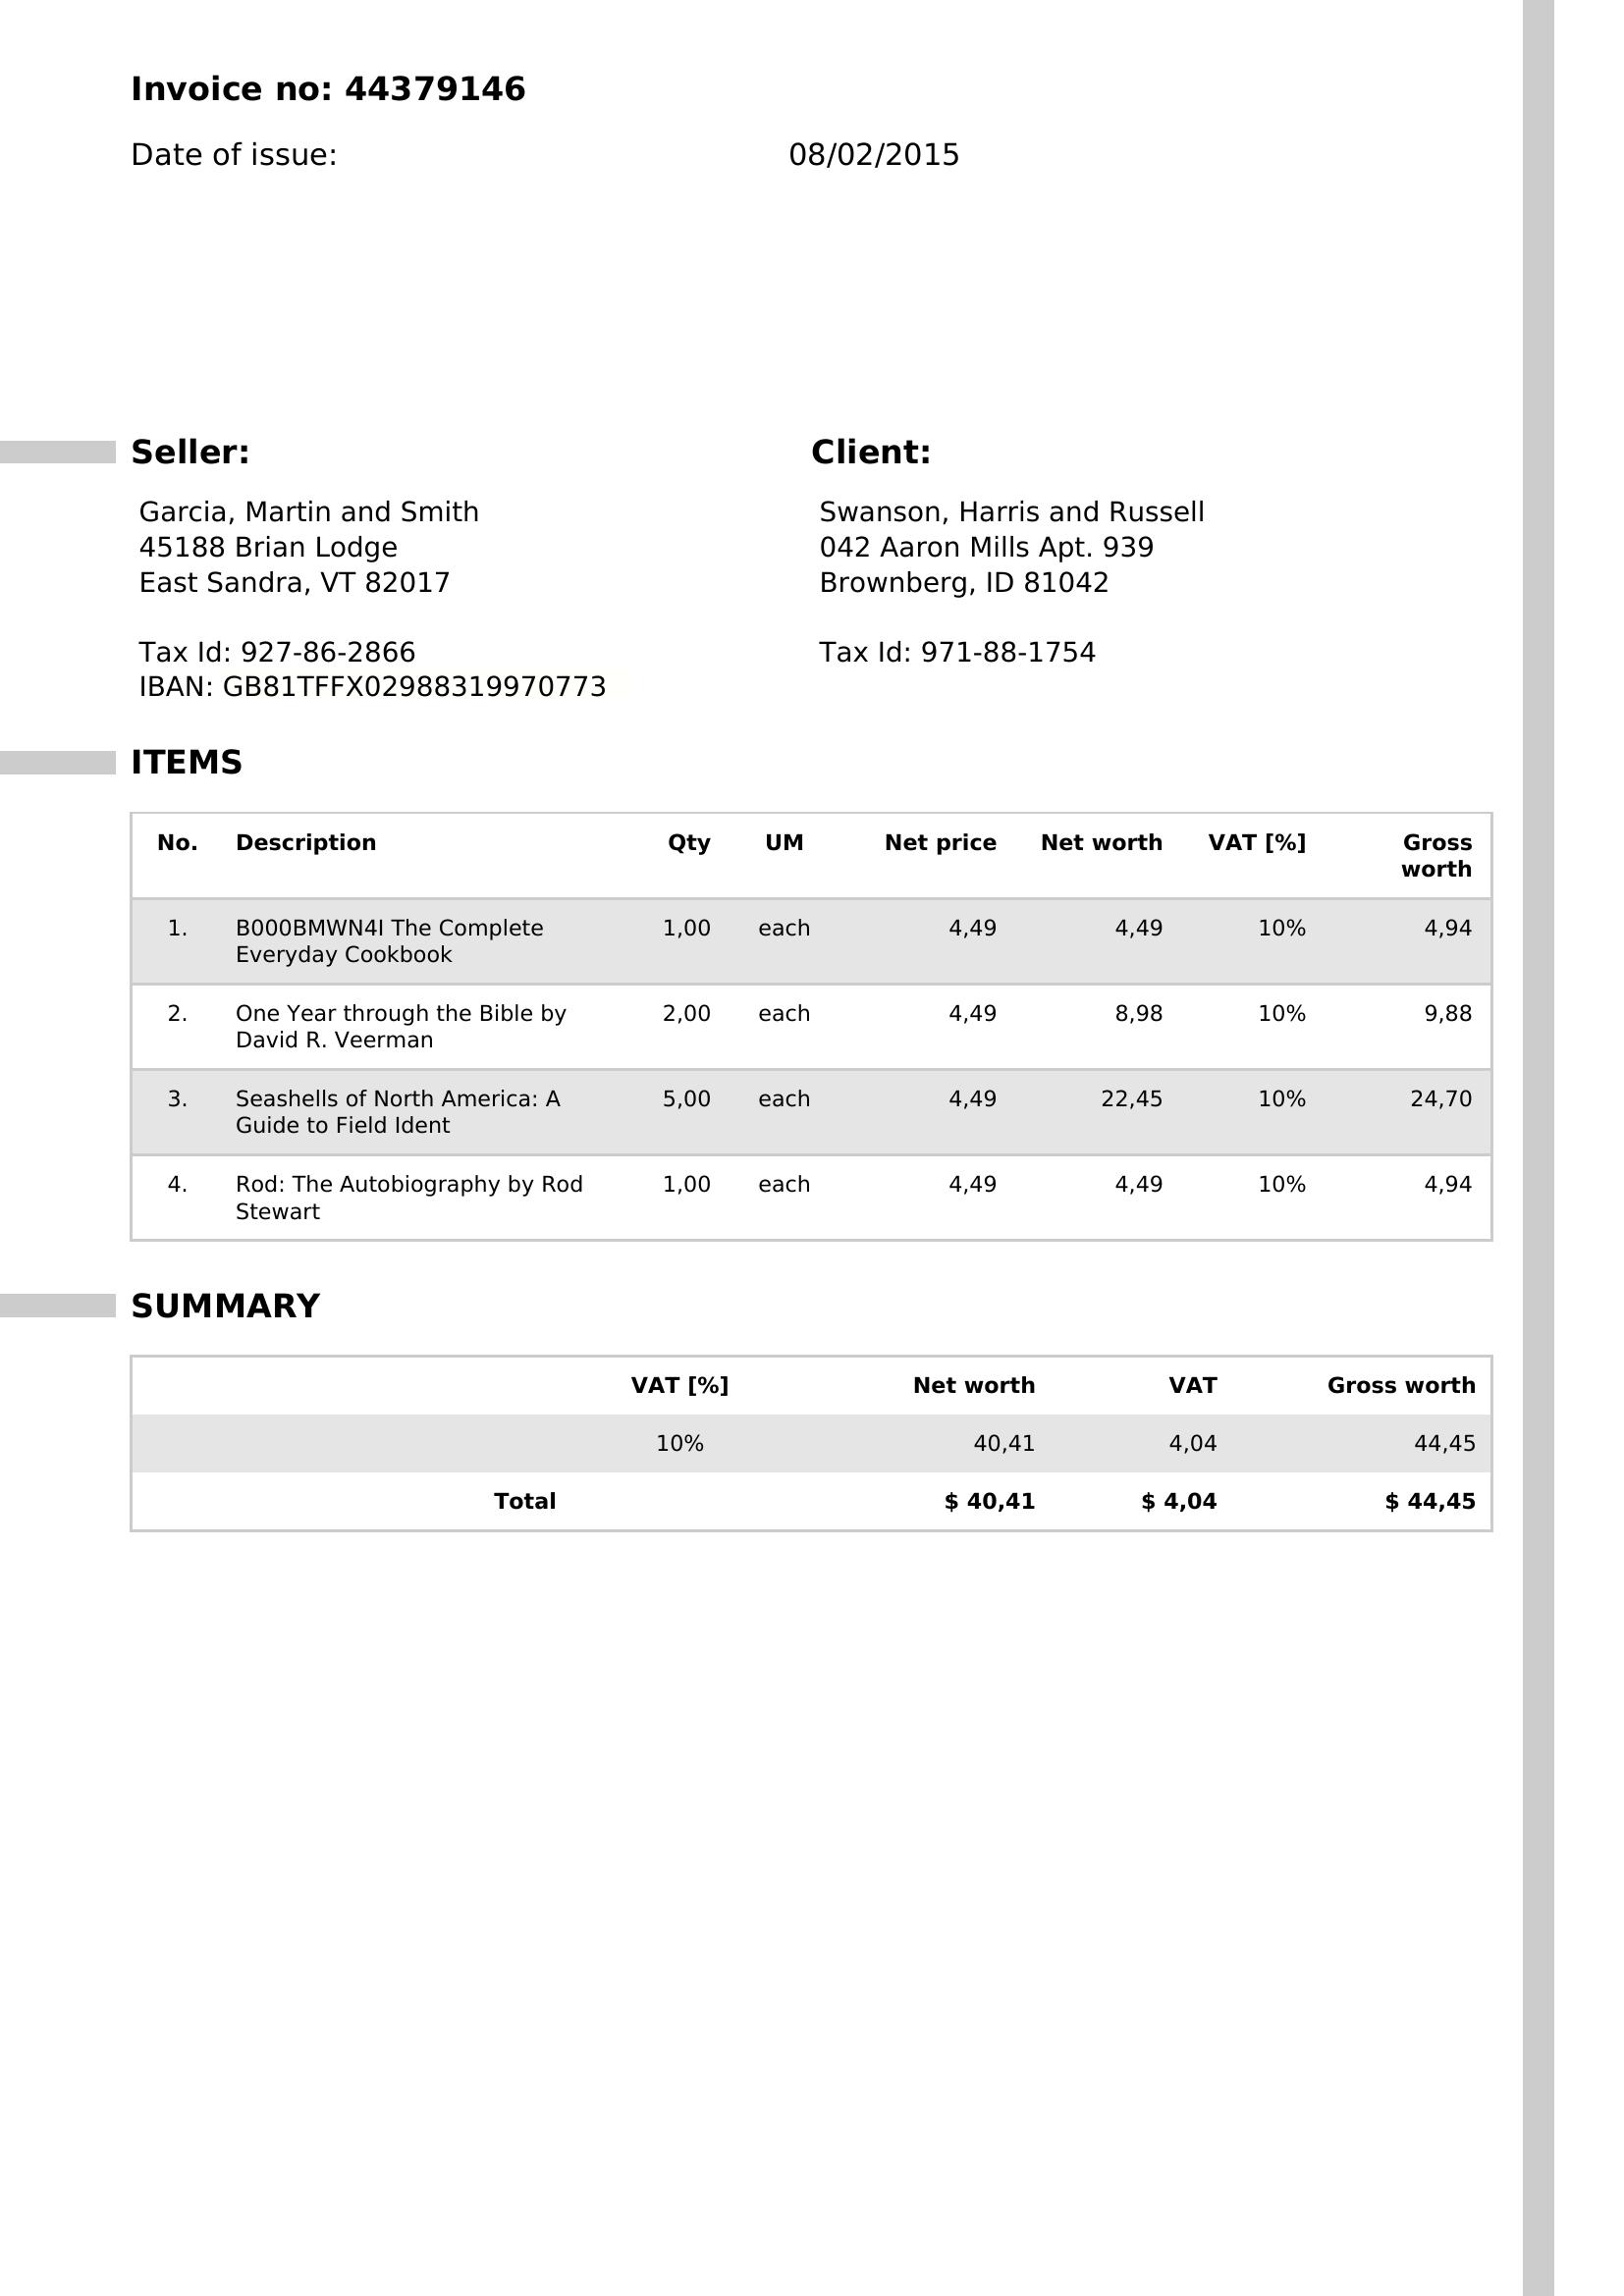 Invoice no: 44379146
Date of issue: 08/02/2015
Seller: Client:
Garcia, Martin and Smith Swanson, Harris and Russell
45188 Brian Lodge 042 Aaron Mills Apt. 939
East Sandra, VT 82017 Brownberg, ID 81042
Tax Id: 927-86-2866 Tax Id: 971-88-1754
IBAN: GB81TFFX02988319970773
ITEMS
No. Description Qty UM Net price Net worth VAT [%] Gross
worth
1. B000BMWN4I The Complete 1,00 each 4,49 4,49 10% 4,94
Everyday Cookbook
2. One Year through the Bible by 2,00 each 4,49 8,98 10% 9,88
David R. Veerman
3. Seashells of North America: A 5,00 each 4,49 22,45 10% 24,70
Guide to Field Ident
4. Rod: The Autobiography by Rod 1,00 each 4,49 4,49 10% 4,94
Stewart
SUMMARY
VAT [%] Net worth VAT Gross worth
10% 40,41 4,04 44,45
Total $ 40,41 $ 4,04 $ 44,45